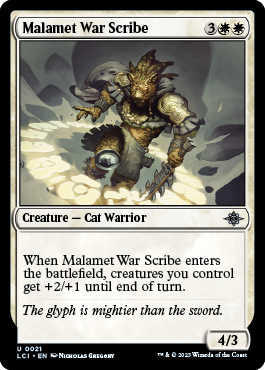 Malamet War Scribe 3
Creature — Cat Warrior
When Malamet War Scribe enters
the battlefield, creatures you control
get +2/+1 until end of turn.
The glyph is mightier than the sword.
4/3
U 0021
LCI • EN Nicholas Gregory
™ & © 2023 Wizards of the Coast